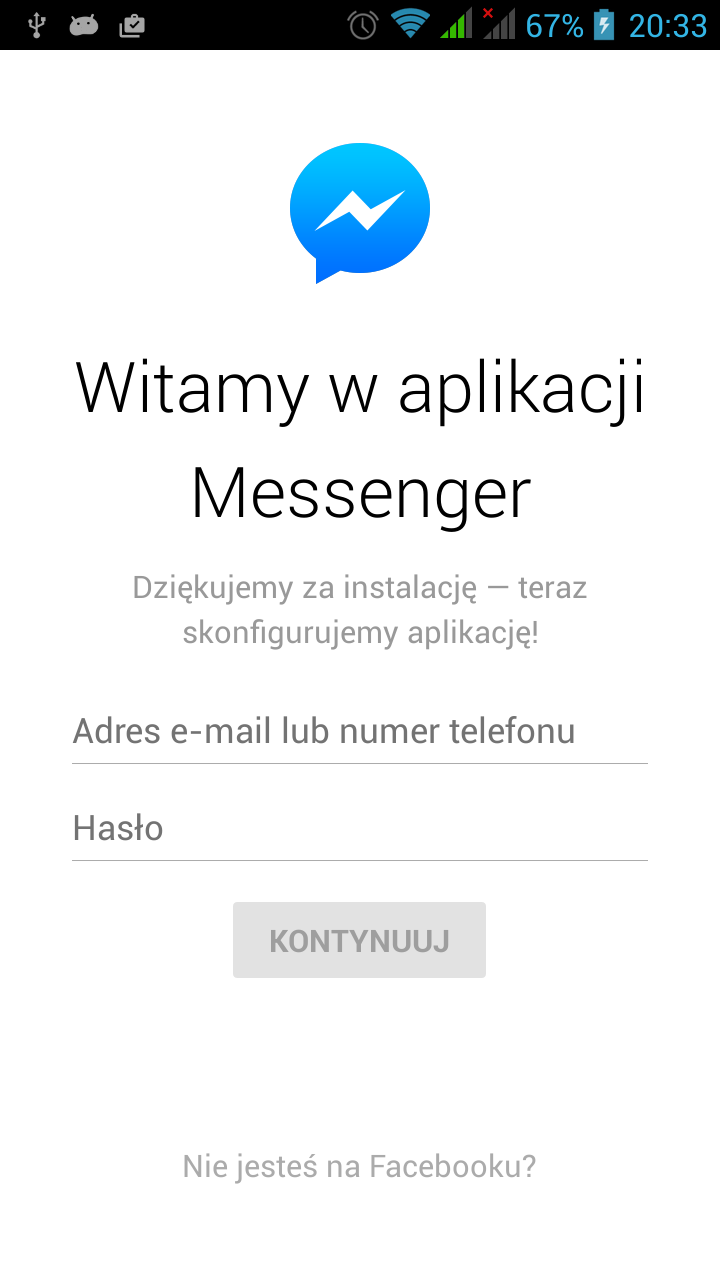 67% 20:33
Witamy w aplikacji
Messenger
Dziękujemy za instalację — teraz
skonfigurujemy aplikację!
Adres e-mail lub numer telefonu
Hasło
KONTYNUUJ
Nie jesteś na Facebooku?